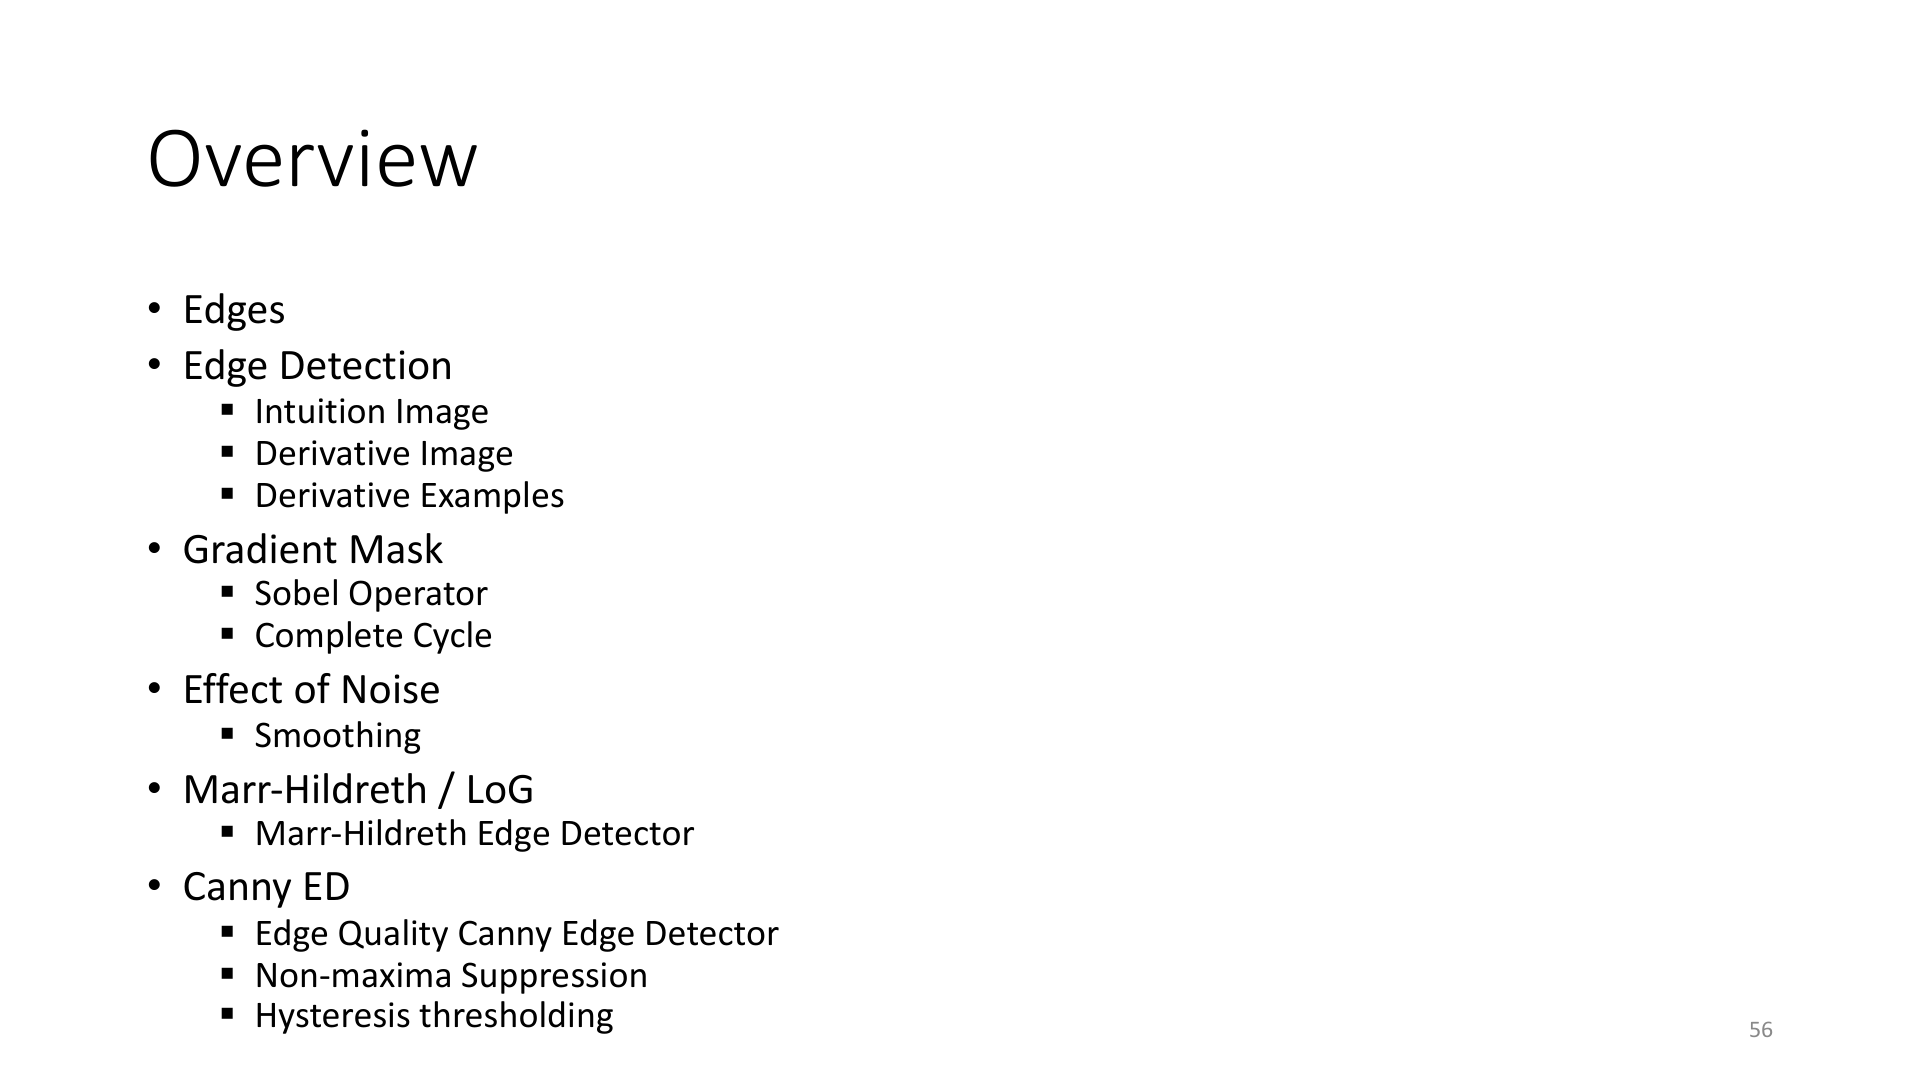 Overview
• Edges
• Edge Detection
▪ Intuition Image
▪ Derivative Image
▪ Derivative Examples
• Gradient Mask
▪ Sobel Operator
▪ Complete Cycle
• Effect of Noise
▪ Smoothing
• Marr-Hildreth / LoG
▪ Marr-Hildreth Edge Detector
• Canny ED
▪ Edge Quality Canny Edge Detector
▪ Non-maxima Suppression
▪ Hysteresis thresholding
56